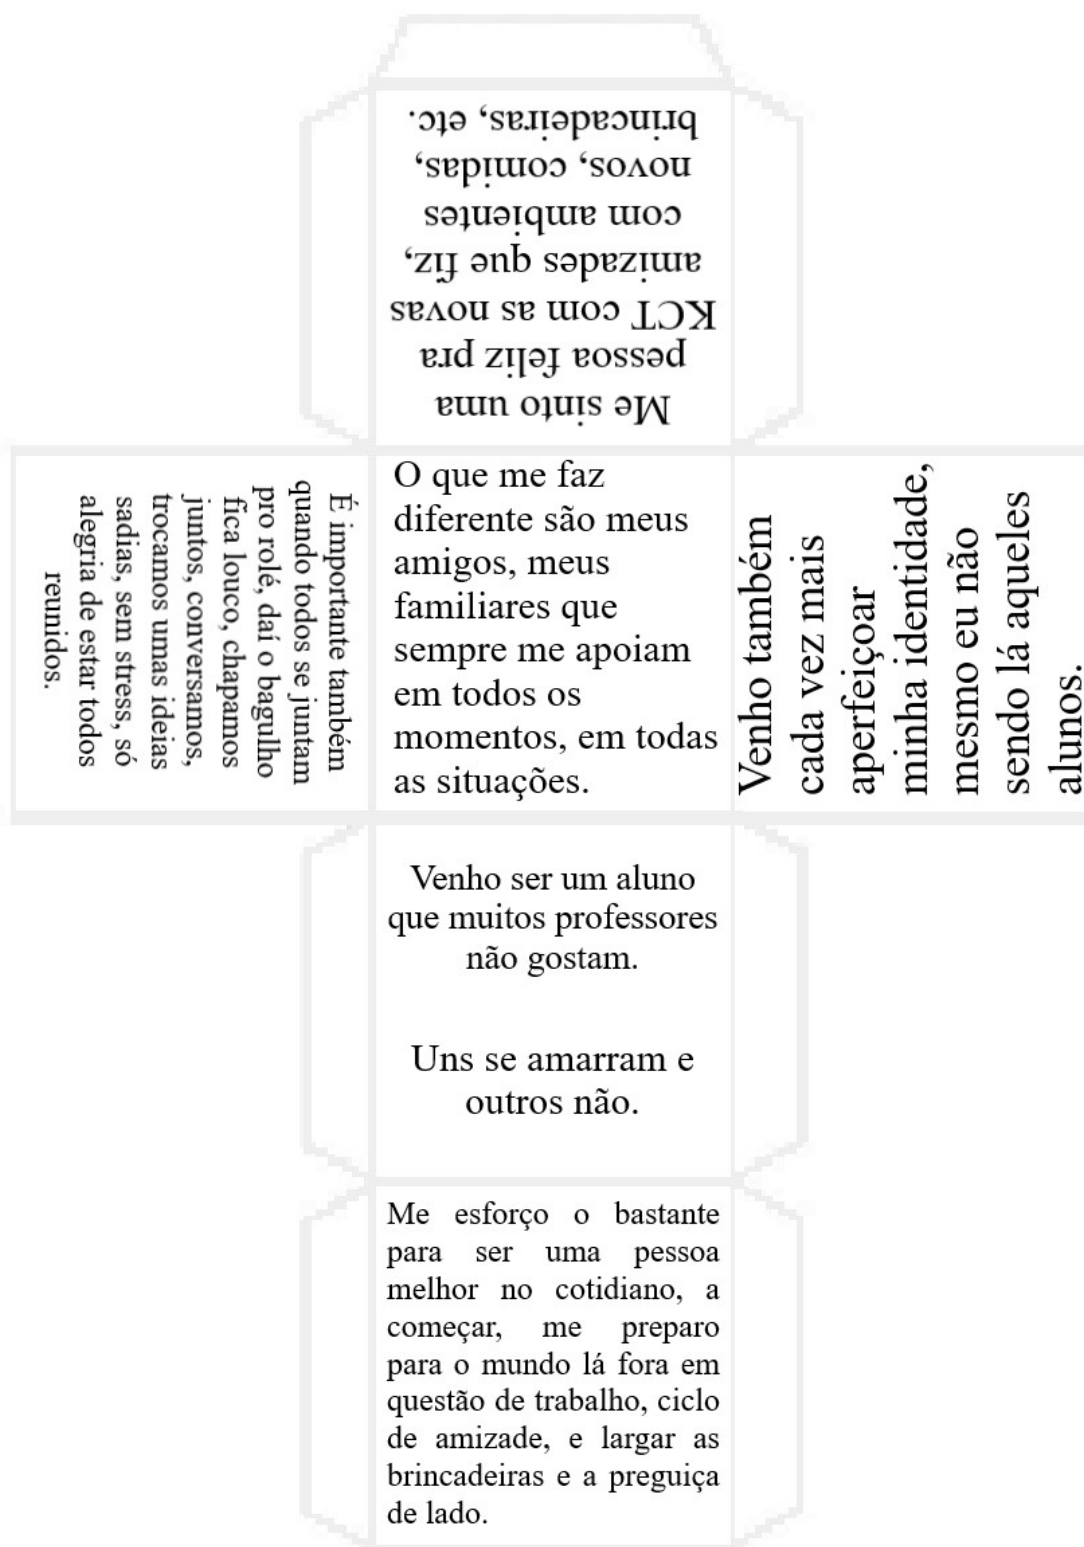 Me sinto uma
pessoa feliz pra
KCT com as novas
amizades que fiz,
com ambientes
novos, comidas,
brincadeiras, etc.
É importante também
quando todos se juntam
pro rolé, daí o bagulho
fica louco, chapamos
juntos, conversamos,
trocamos umas ideias
sadias, sem stress, só
alegria de estar todos
reunidos.
O que me faz
diferente são meus
amigos, meus
familiares que
sempre me apoiam
em todos os
momentos, em todas
as situações.
Venho também
cada vez mais
aperfeiçoar
minha identidade,
mesmo eu não
sendo lá aqueles
alunos.
Venho ser um aluno
que muitos professores
não gostam.
Uns se amarram e
outros não.
Me esforço o bastante
para ser uma pessoa
melhor no cotidiano, a
começar, me preparo
para o mundo lá fora em
questão de trabalho, ciclo
de amizade, e largar as
brincadeiras e a preguiça
de lado.